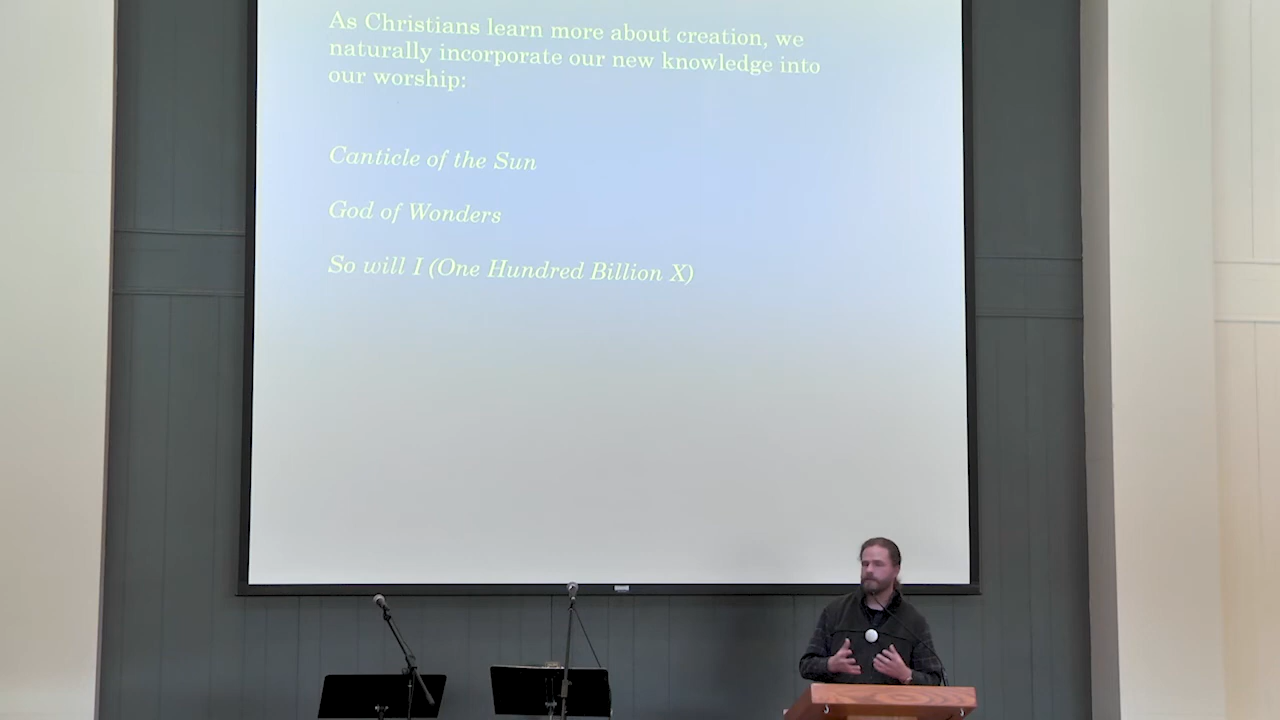 As Christians learn more about creation, we
naturally incorporate our new knowledge into
our worship:
Canticle of the Sun
God of Wonders
So will I (One Hundred Billion X)